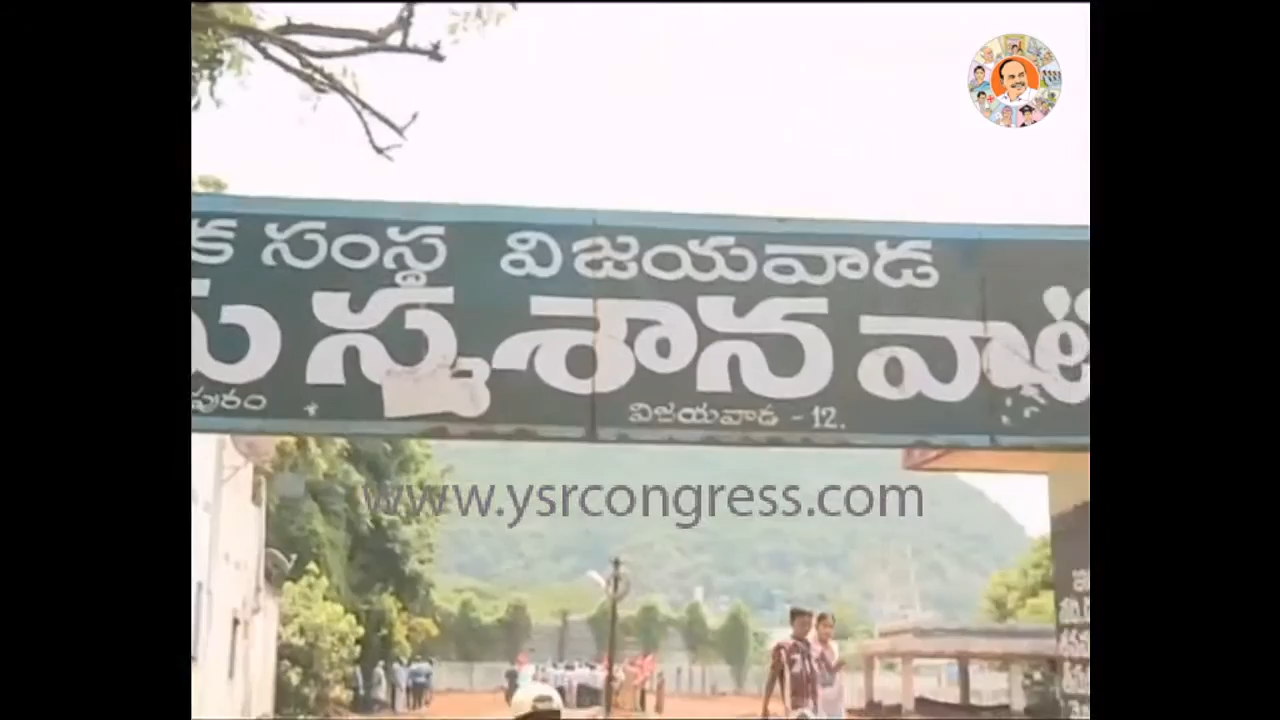 క సంస్థ విజయవాడ
స్మశాన వాటి
పురం విజయవాడ - 12.
www.ysrcongress.com